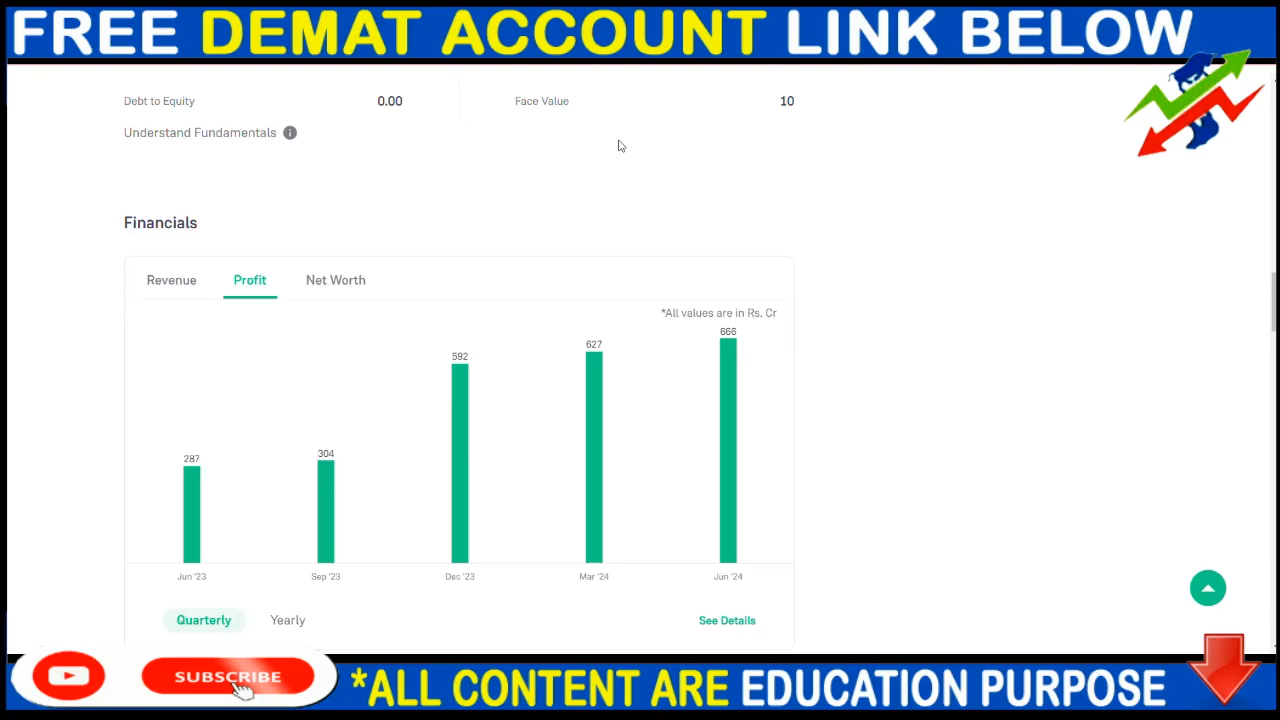 FREE DEMAT ACCOUNT LINK BELOW
Debt to Equity 0.00 Face Value 10
Understand Fundamentals i
Financials
Revenue Profit Net Worth
*All values are in Rs. Cr
287 304 592 627 666
Jun '23 Sep '23 Dec '23 Mar '24 Jun '24
Quarterly Yearly See Details
SUBSCRIBE
*ALL CONTENT ARE EDUCATION PURPOSE